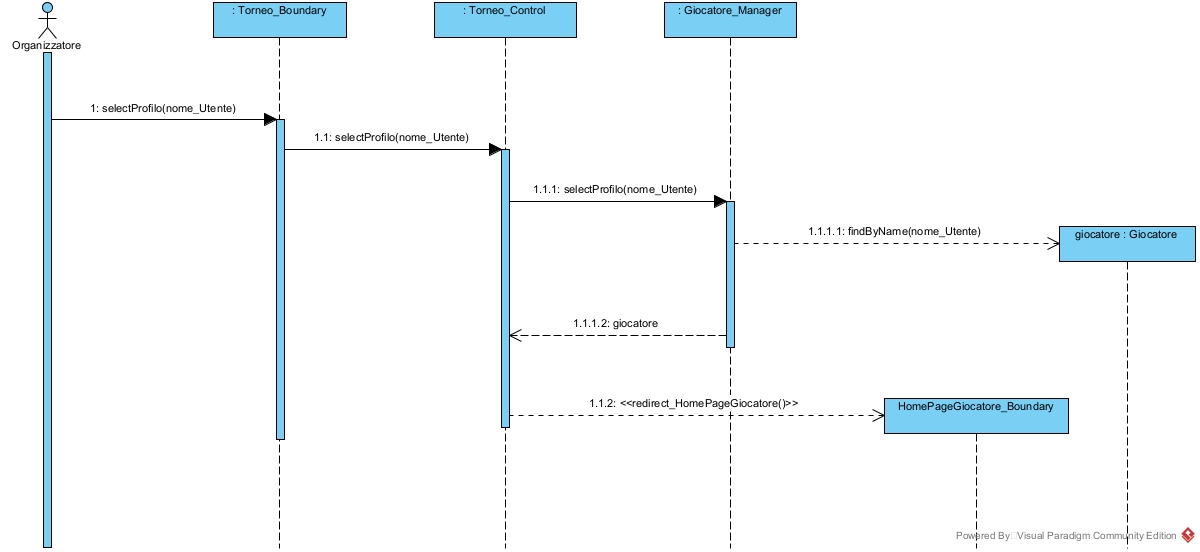 : Torneo_Boundary
: Torneo_Control
: Giocatore_Manager
Organizzatore
1: selectProfilo(nome_Utente)
1.1: selectProfilo(nome_Utente)
1.1.1: selectProfilo(nome_Utente)
1.1.1.1: findByName(nome_Utente)
giocatore : Giocatore
1.1.1.2: giocatore
1.1.2: <<redirect_HomePageGiocatore()>>
HomePageGiocatore_Boundary
Powered By Visual Paradigm Community Edition